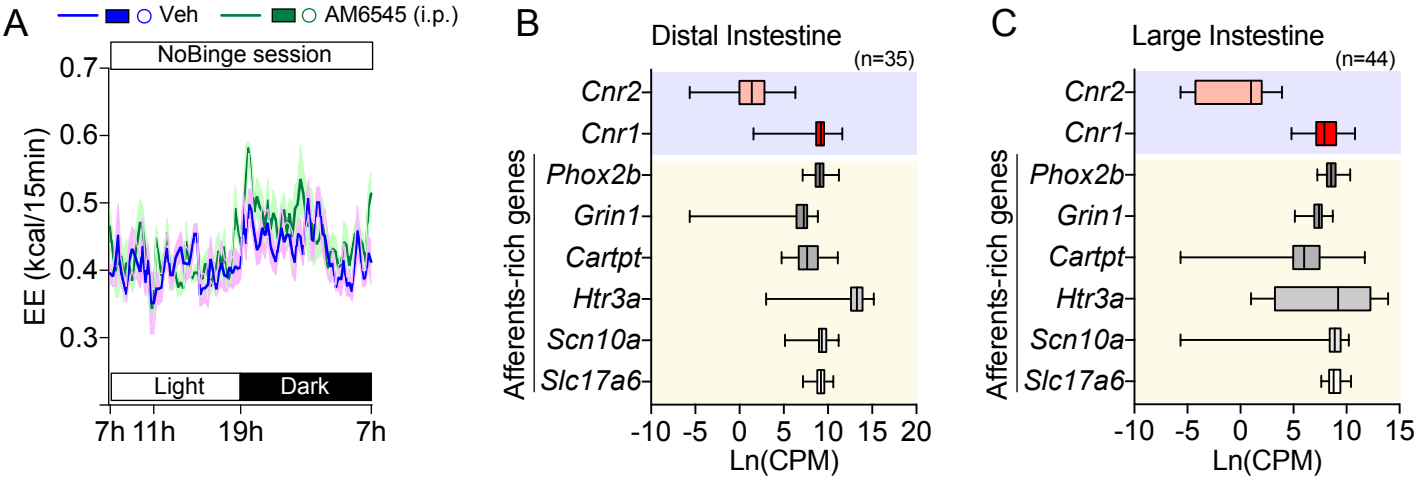 A
Veh
AM6545 (i.p.)
NoBinge session
EE (kcal/15min)
0.7
0.6
0.5
0.4
0.3
Light
Dark
7h 11h 19h 7h
B
Distal Instestine
(n=35)
Afferents-rich genes
Cnr2
Cnr1
Phox2b
Grin1
Cartpt
Htr3a
Scn10a
Slc17a6
-10 -5 0 5 10 15 20
Ln(CPM)
C
Large Instestine
(n=44)
Afferents-rich genes
Cnr2
Cnr1
Phox2b
Grin1
Cartpt
Htr3a
Scn10a
Slc17a6
-10 -5 0 5 10 15
Ln(CPM)